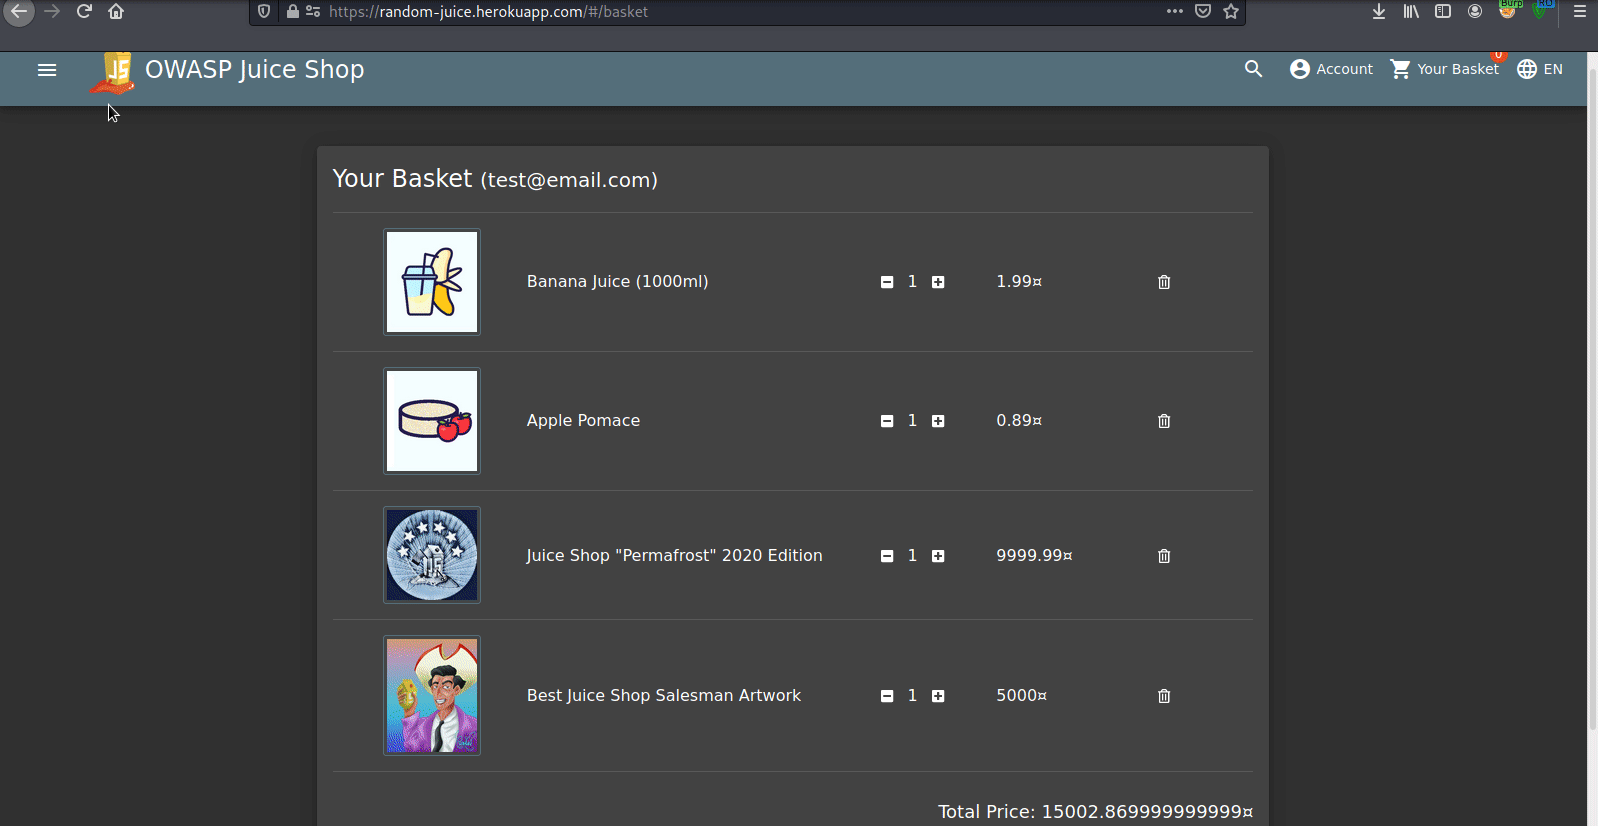 https://random-juice.herokuapp.com/#/basket
Burp
OWASP Juice Shop
Account
Your Basket
0
EN
Your Basket (test@email.com)
Banana Juice (1000ml) 1 1.99¤
Apple Pomace 1 0.89¤
Juice Shop "Permafrost" 2020 Edition 1 9999.99¤
Best Juice Shop Salesman Artwork 1 5000¤
Total Price: 15002.869999999999¤